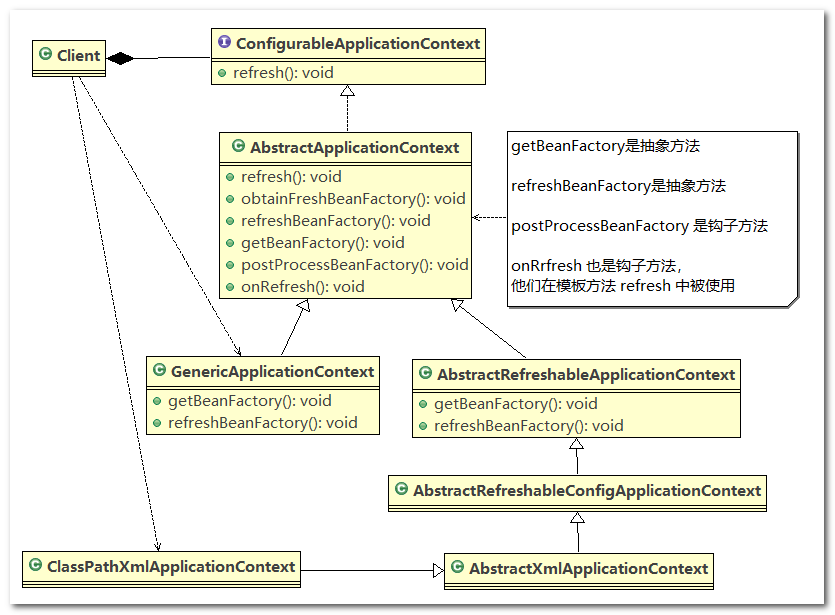 Client
ConfigurableApplicationContext
refresh(): void
AbstractApplicationContext
refresh(): void
obtainFreshBeanFactory(): void
refreshBeanFactory(): void
getBeanFactory(): void
postProcessBeanFactory(): void
onRefresh(): void
getBeanFactory是抽象方法
refreshBeanFactory是抽象方法
postProcessBeanFactory 是钩子方法
onRrfresh 也是钩子方法，
他们在模板方法 refresh 中被使用
GenericApplicationContext
getBeanFactory(): void
refreshBeanFactory(): void
AbstractRefreshableApplicationContext
getBeanFactory(): void
refreshBeanFactory(): void
AbstractRefreshableConfigApplicationContext
ClassPathXmlApplicationContext
AbstractXmlApplicationContext